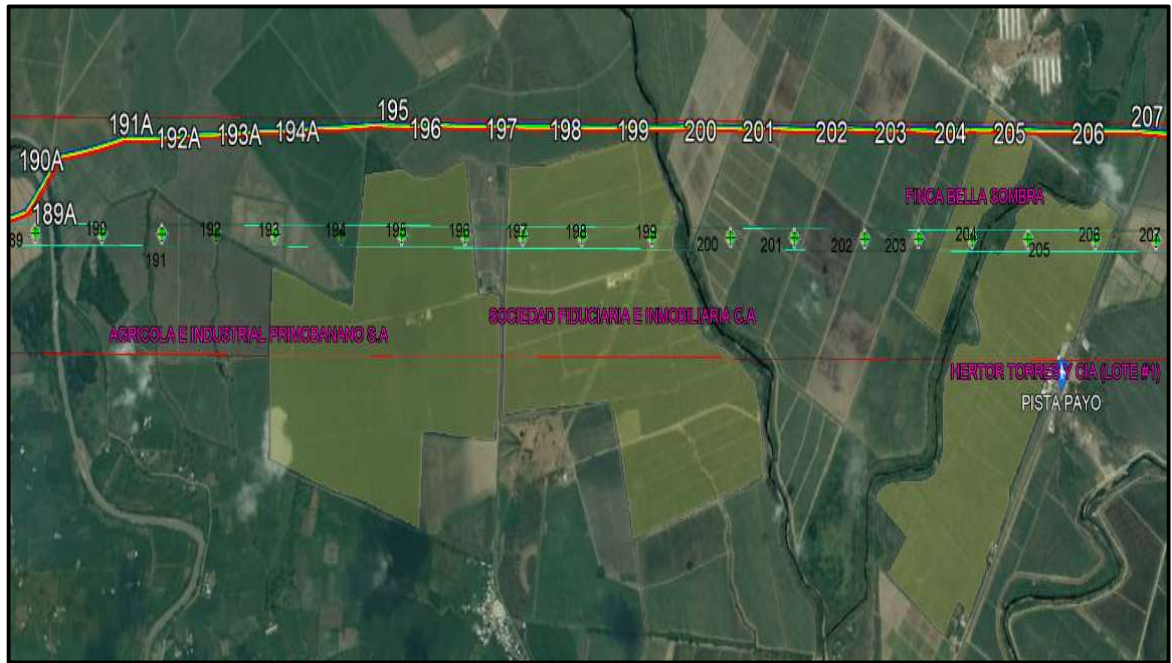 195
207
191A 192A 193A 194A 196 197 198 199 200 201 202 203 204 205 206
190A
189A
FINCA BELLA SOMBRA
189 190 192 193 194 195 196 197 198 199 200 201 202 203 204 205 206 207
191
SOCIEDAD FIDUCIARIA E INMOBILIARIA C.A
AGRICOLA E INDUSTRIAL PRIMOBANANO S.A
HERTOR TORRES Y CIA (LOTE #1)
PISTA PAYO